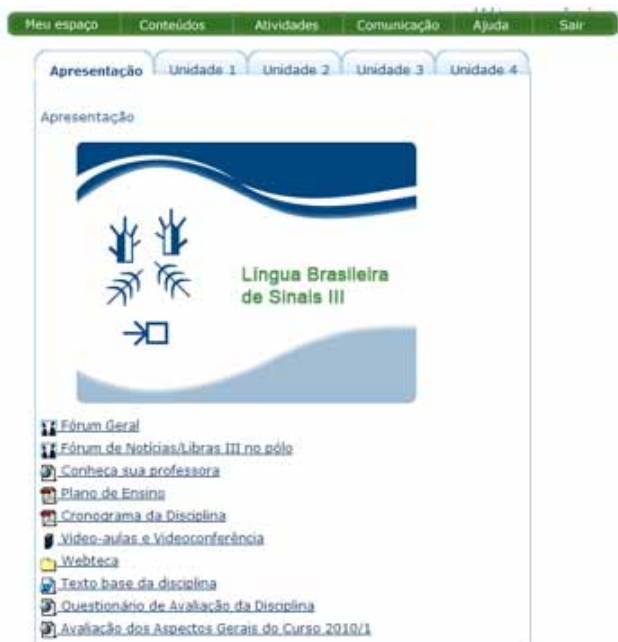 Meu espaço Conteúdos Atividades Comunicação Ajuda Sair
Apresentação Unidade 1 Unidade 2 Unidade 3 Unidade 4
Apresentação
Língua Brasileira
de Sinais III
Fórum Geral
Fórum de Notícias/Libras III no pólo
Conheça sua professora
Plano de Ensino
Cronograma da Disciplina
Video-aulas e Videoconferência
Webteca
Texto base da disciplina
Questionário de Avaliação da Disciplina
Avaliação dos Aspectos Gerais do Curso 2010/1